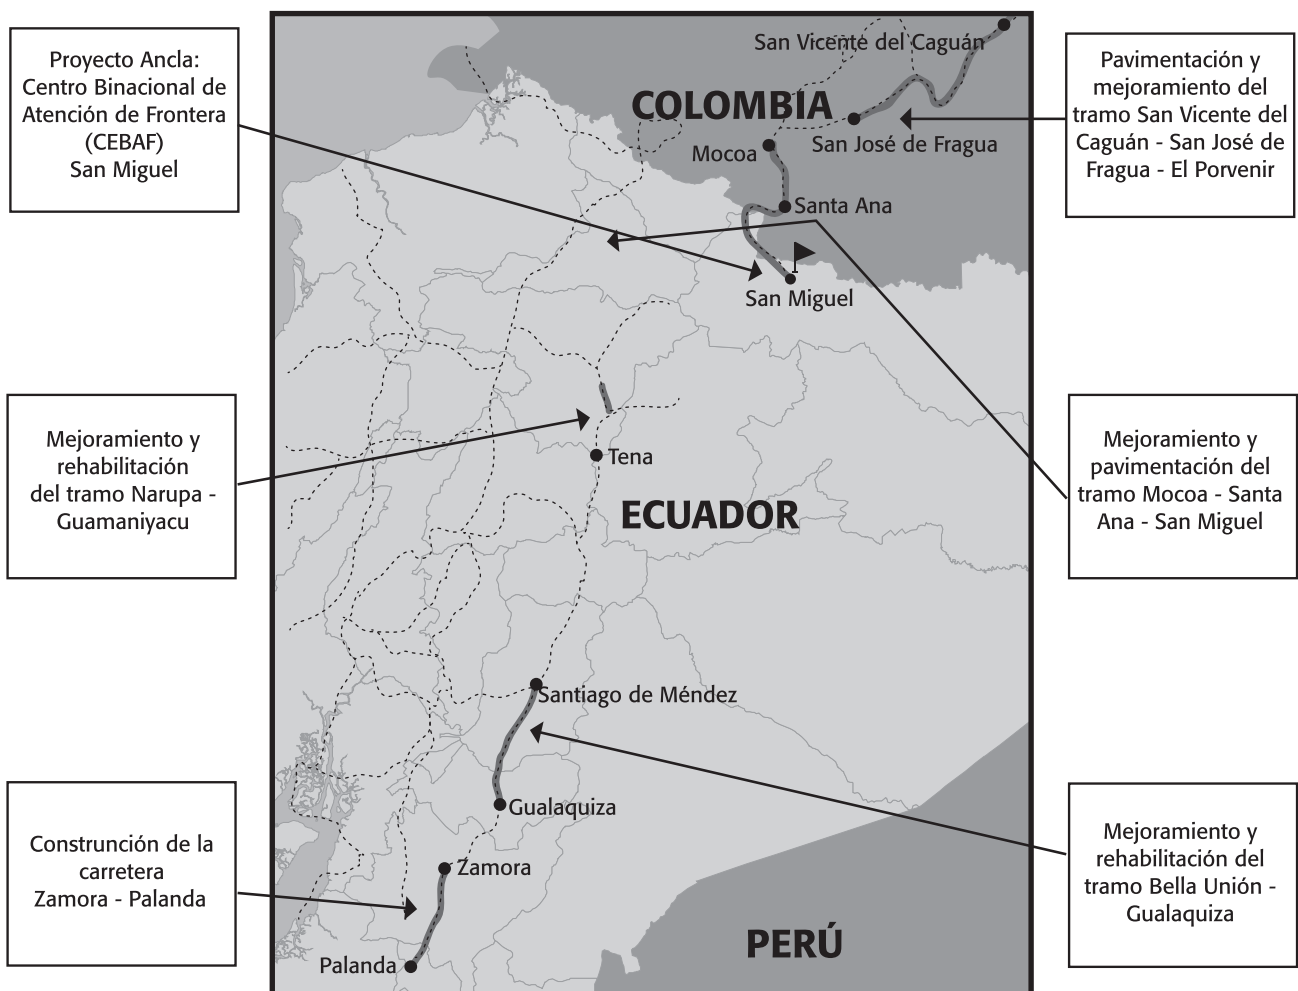 Proyecto Ancla:
Centro Binacional de
Atención de Frontera
(CEBAF)
San Miguel
Mejoramiento y
rehabilitación
del tramo Narupa -
Guamaniyacu
Construnción de la
carretera
Zamora - Palanda
San Vicente del Caguán
COLOMBIA
San José de Fragua
Mocoa
Santa Ana
San Miguel
Tena
ECUADOR
Santiago de Méndez
Gualaquiza
Zamora
PERÚ
Palanda
Pavimentación y
mejoramiento del
tramo San Vicente del
Caguán - San José de
Fragua - El Porvenir
Mejoramiento y
pavimentación del
tramo Mocoa - Santa
Ana - San Miguel
Mejoramiento y
rehabilitación del
tramo Bella Unión -
Gualaquiza